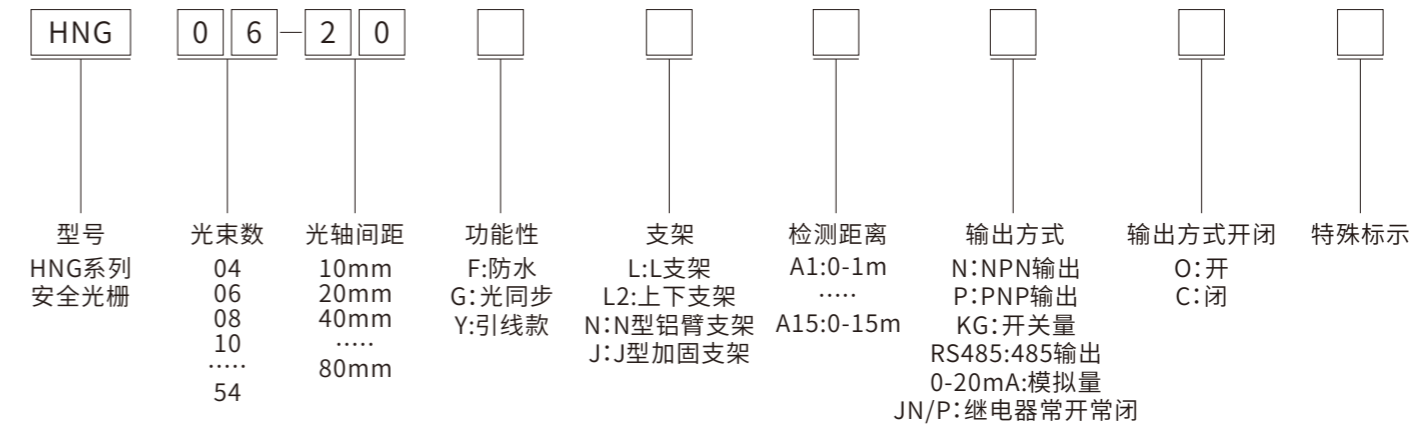 HNG 06-20
型号
HNG系列
安全光栅
光束数
04
06
08
10
·····
54
光轴间距
10mm
20mm
40mm
·····
80mm
功能性
F:防水
G:光同步
Y:引线款
支架
L:L支架
L2:上下支架
N:N型铝臂支架
J:J型加固支架
检测距离
A1:0-1m
·····
A15:0-15m
输出方式
N:NPN输出
P:PNP输出
KG:开关量
RS485:485输出
0-20mA:模拟量
JN/P:继电器常开常闭
输出方式开闭
O:开
C:闭
特殊标示